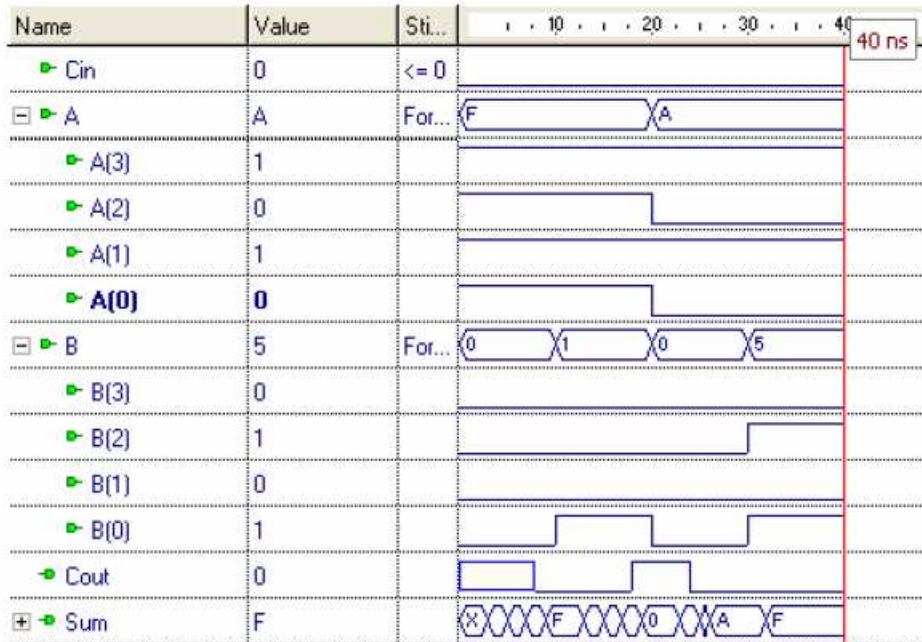 Name Value Sti... 10 20 30 40
40 ns
Cin 0 <= 0
A A For... F A
A(3) 1
A(2) 0
A(1) 1
A(0) 0
B 5 For... 0 1 0 5
B(3) 0
B(2) 1
B(1) 0
B(0) 1
Cout 0
Sum F X F 0 A F